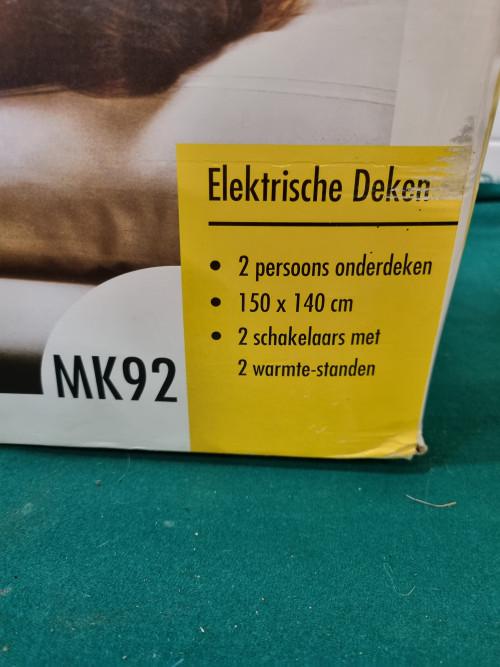 Elektrische Deken
• 2 persoons onderdeken
• 150 x 140 cm
• 2 schakelaars met
2 warmte-standen
MK92